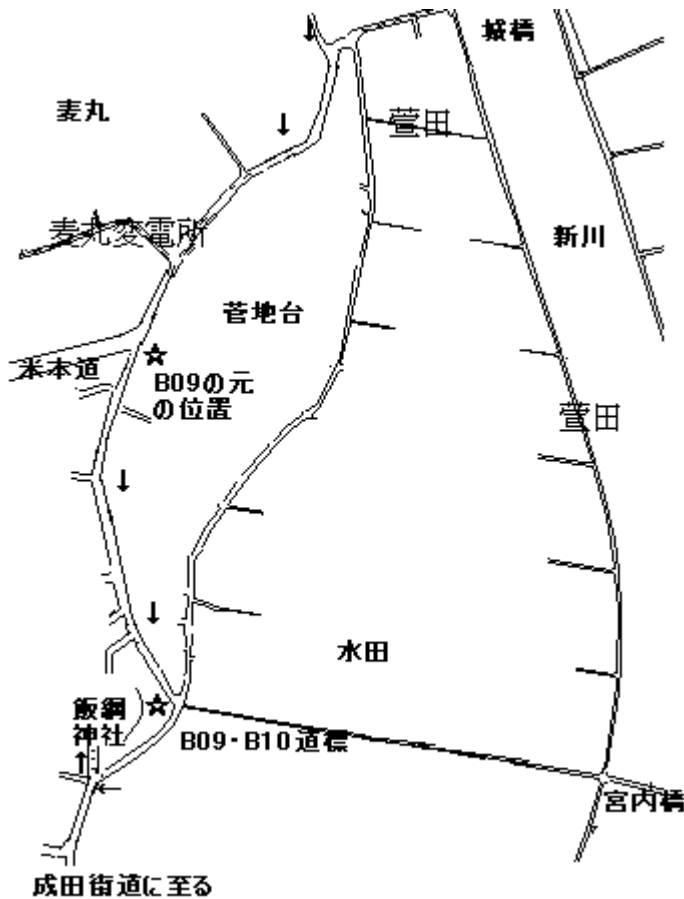 城橋
麦丸
萱田
麦丸変電所
新川
菅地台
米本道
B09の元
の位置
萱田
水田
飯綱
神社
B09・B10道標
宮内橋
成田街道に至る